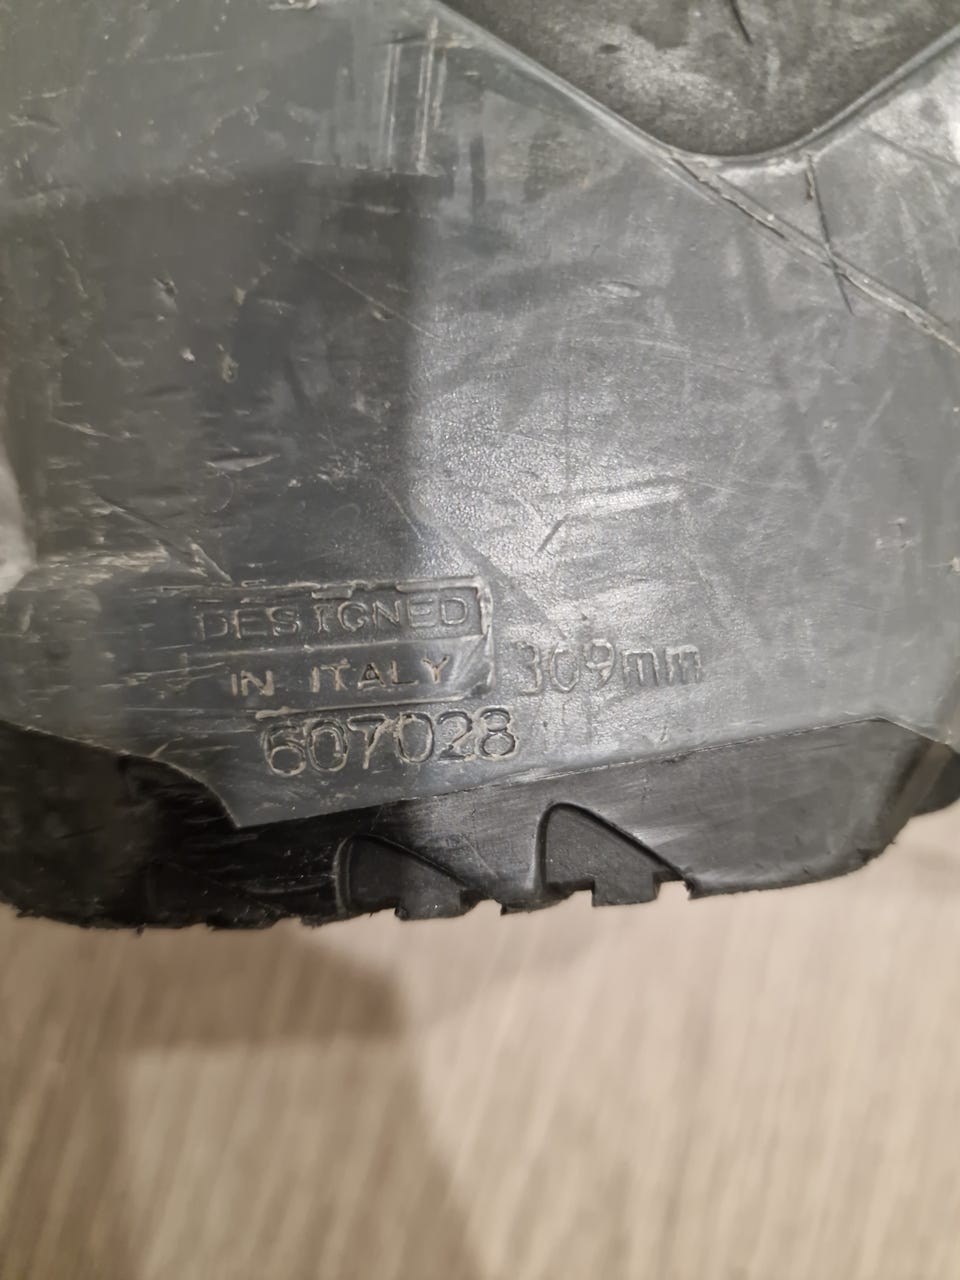 DESIGNED
IN ITALY
309mm
607028